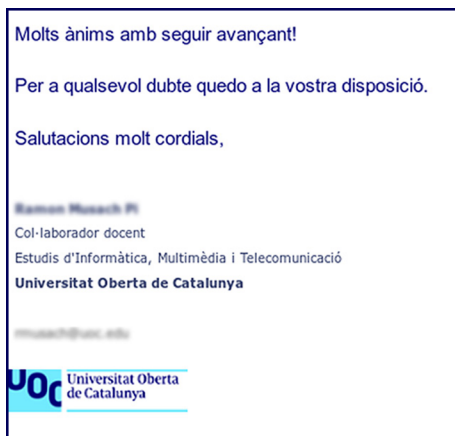 Molts ànims amb seguir avançant!
Per a qualsevol dubte quedo a la vostra disposició.
Salutacions molt cordials,
Col·laborador docent
Estudis d'Informàtica, Multimèdia i Telecomunicació
Universitat Oberta de Catalunya
UOC
Universitat Oberta
de Catalunya